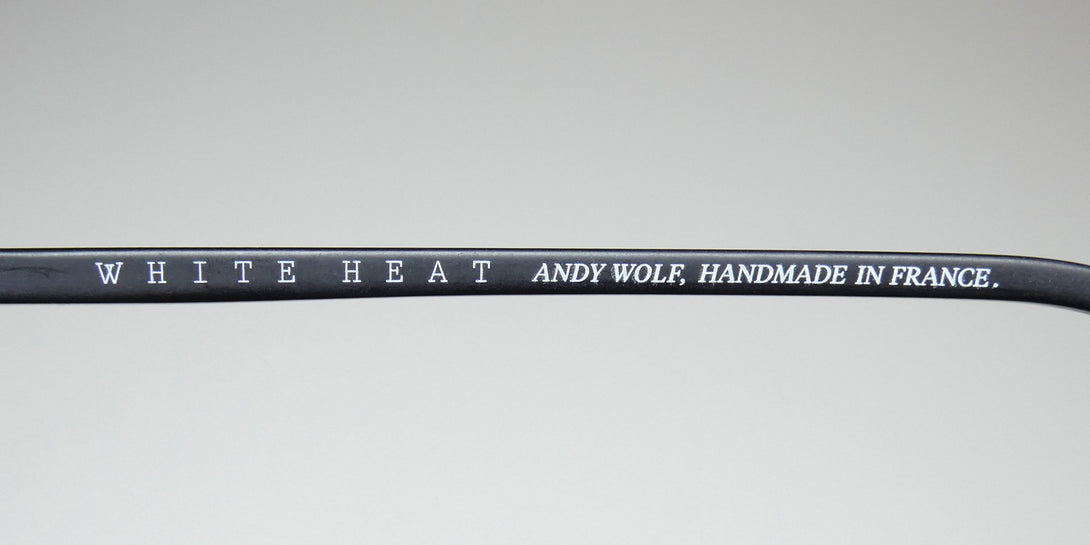 WHITE HEAT ANDY WOLF, HANDMADE IN FRANCE.